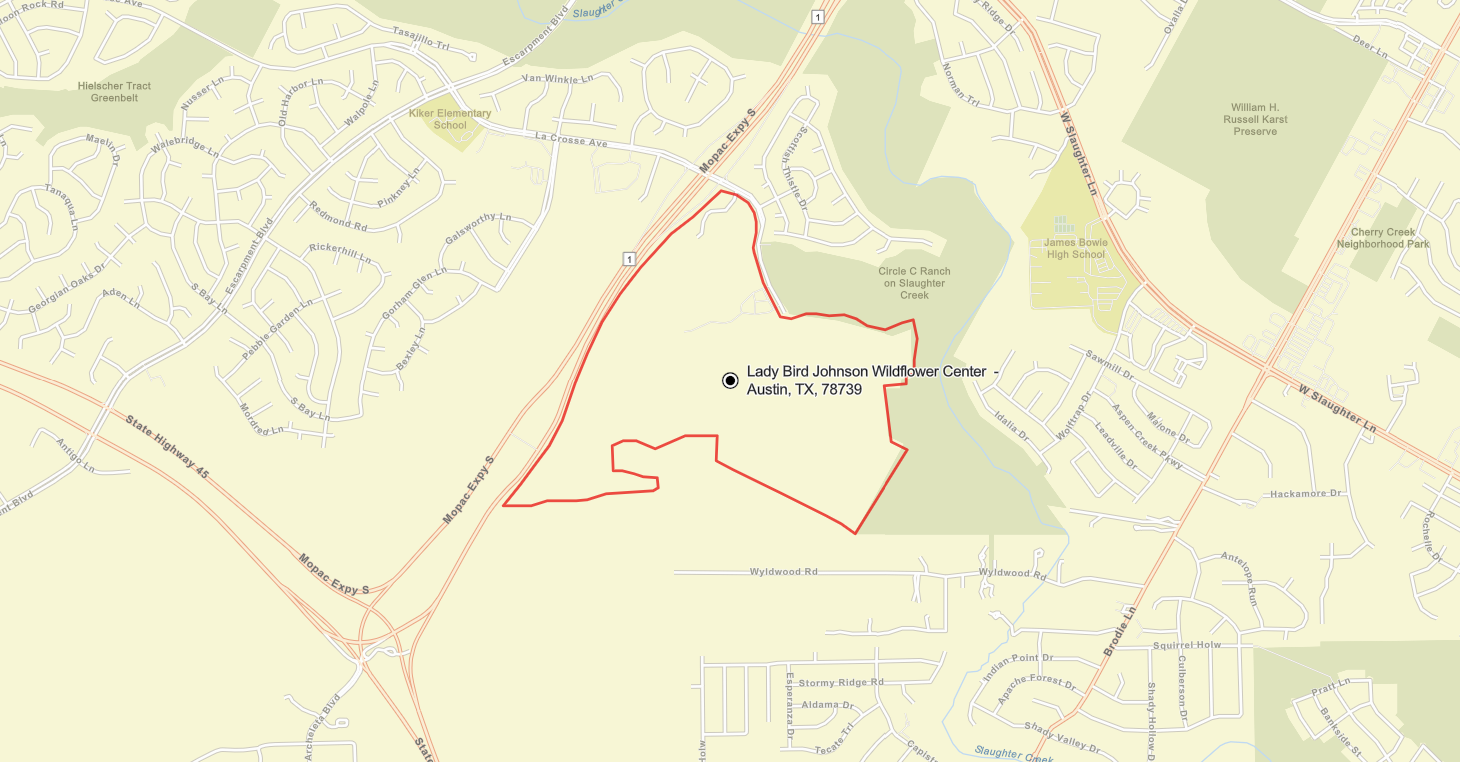 Slaughter C
1
Tasajillo Trl
Escarpment Blvd
Ridge Dr
Ovalla
Deer Ln
Hielscher Tract
Greenbelt
Nusser Ln
Old Harbor Ln
Walpole Ln
Van Winkle Ln
Norman Trl
Kiker Elementary
School
William H.
Russell Karst
Preserve
La Crosse Ave
Mopac Expy S
Scottish Thistle Dr
W Slaughter Ln
Maelin Dr
Walebridge Ln
Tanaqua Ln
Pinkney Ln
Redmond Rd
Galsworthy Ln
Escarpment Blvd
Rickerhill Ln
1
James Bowie
High School
Cherry Creek
Neighborhood Park
Georgian Oaks Dr
Aden Ln
S Bay Ln
Gorham Glen Ln
Circle C Ranch
on Slaughter
Creek
Pebble Garden Ln
Bexley Ln
Lady Bird Johnson Wildflower Center -
Austin, TX, 78739
Sawmill Dr
W Slaughter Ln
Mordred Ln
S Bay Ln
Idalia Dr
Wolftrap Dr
Aspen Creek Pkwy
Majone Dr
Leadville Dr
State Highway 45
Antigo Ln
Mopac Expy S
nt Blvd
Hackamore Dr
Rochelle Dr
Mopac Expy S
Wyldwood Rd
Wyldwood Rd
Antelope Run
Brodie Ln
Squirrel Holw
Indian Point Dr
Apache Forest Dr
Culberson Dr
Shady Hollow D
Stormy Ridge Rd
Esperanza Dr
Aldama Dr
Tecate Trl
Capist
Holw
Archeleta Blvd
State
Pratt Ln
Bankside St
Shady Valley Dr
Slaughter Creek